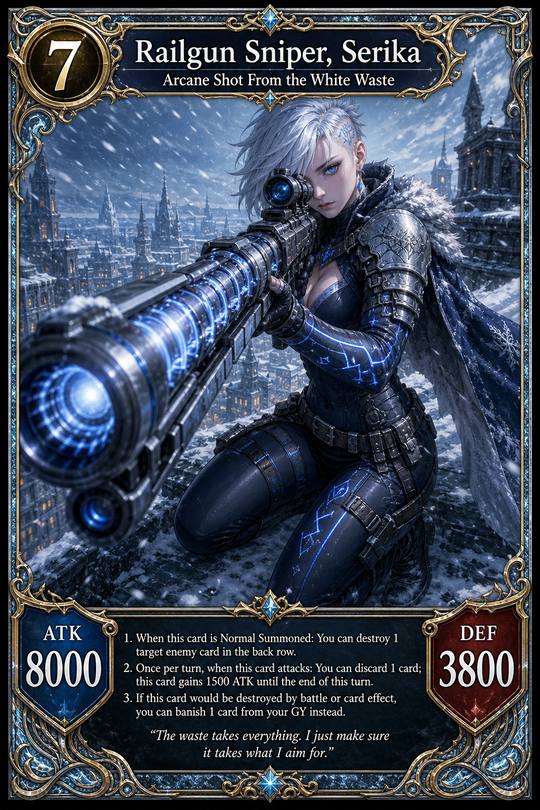 7
Railgun Sniper, Serika
Arcane Shot From the White Waste
ATK
8000
1. When this card is Normal Summoned: You can destroy 1
target enemy card in the back row.
2. Once per turn, when this card attacks: You can discard 1 card;
this card gains 1500 ATK until the end of this turn.
3. If this card would be destroyed by battle or card effect,
you can banish 1 card from your GY instead.
"The waste takes everything. I just make sure
it takes what I aim for."
DEF
3800